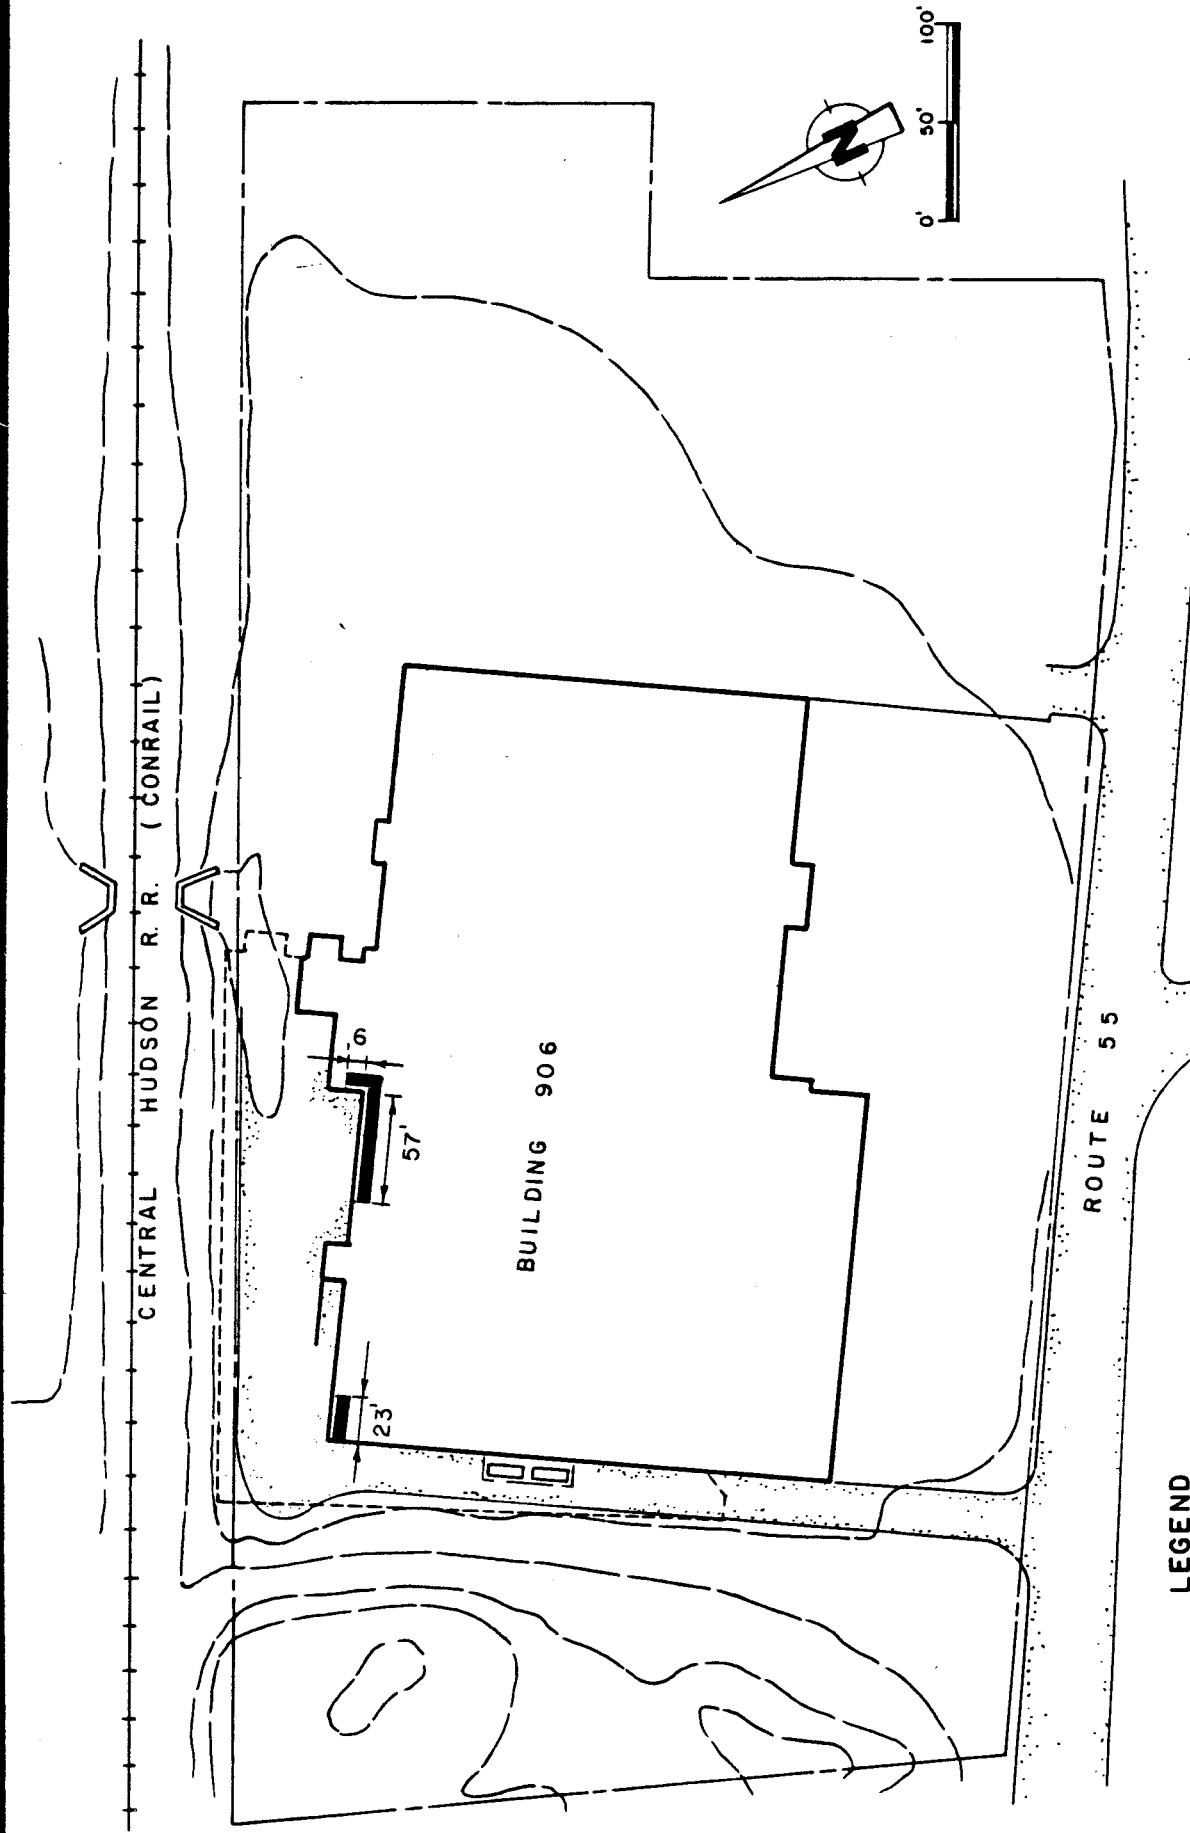 CENTRAL HUDSON R. R. (CONRAIL)
N
0' 50' 100'
6
57'
23'
BUILDING 906
ROUTE 55
LEGEND